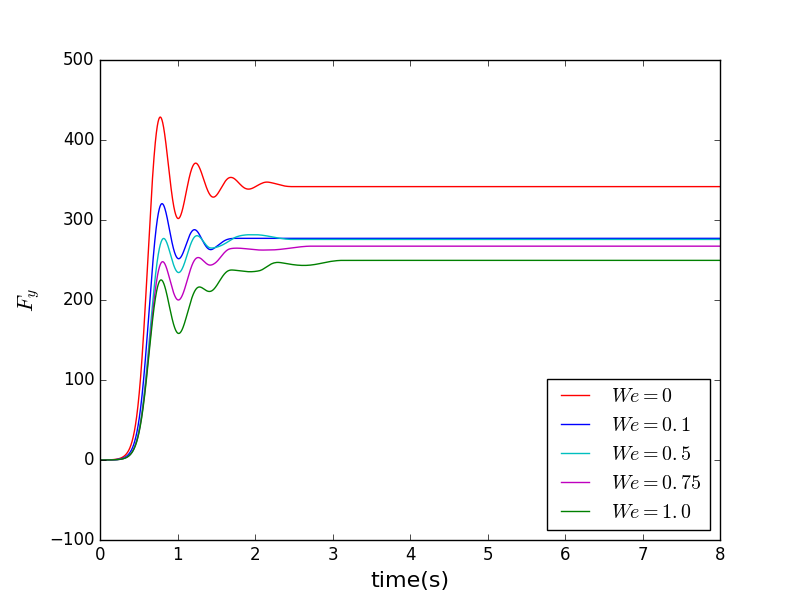 500
400
300
200
100
0
−100
0 1 2 3 4 5 6 7 8
F_y
time(s)
We = 0
We = 0.1
We = 0.5
We = 0.75
We = 1.0